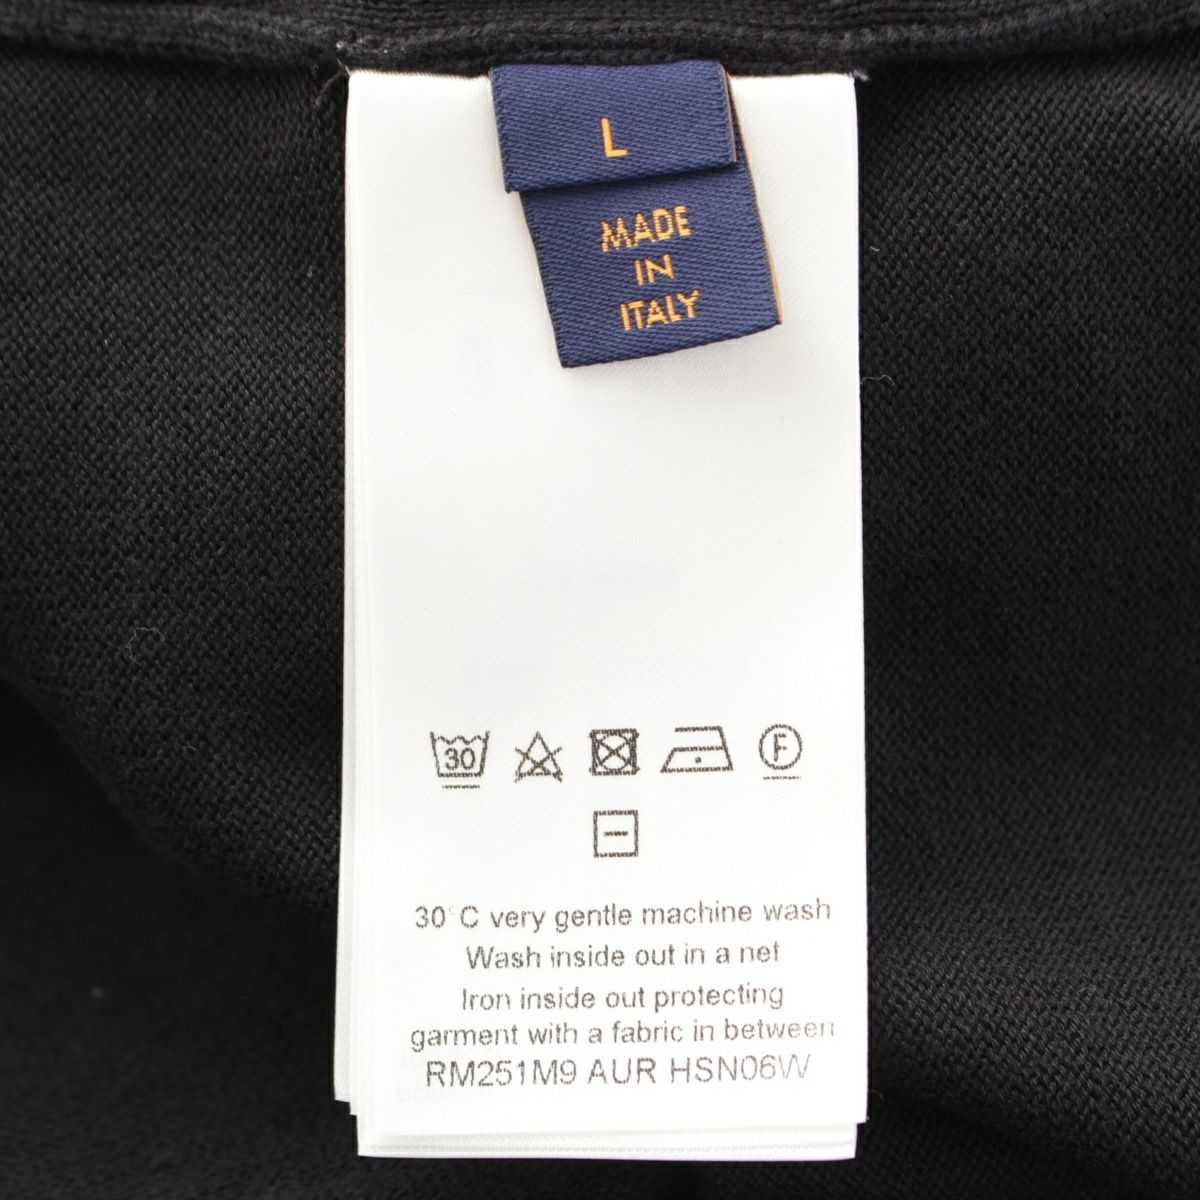 L
MADE
IN
ITALY
30 F
30°C very gentle machine wash
Wash inside out in a net
Iron inside out protecting
garment with a fabric in between
RM251M9 AUR HSN06W